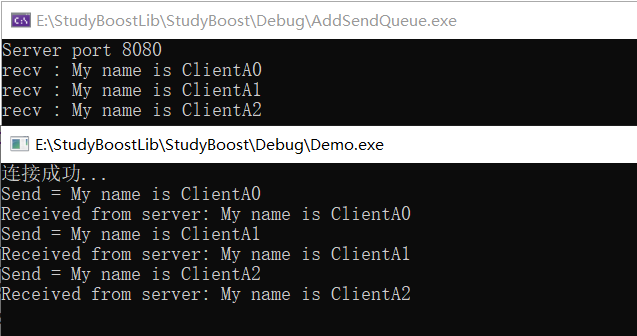 E:\StudyBoostLib\StudyBoost\Debug\AddSendQueue.exe
Server port 8080
recv : My name is ClientA0
recv : My name is ClientA1
recv : My name is ClientA2
E:\StudyBoostLib\StudyBoost\Debug\Demo.exe
连接成功...
Send = My name is ClientA0
Received from server: My name is ClientA0
Send = My name is ClientA1
Received from server: My name is ClientA1
Send = My name is ClientA2
Received from server: My name is ClientA2